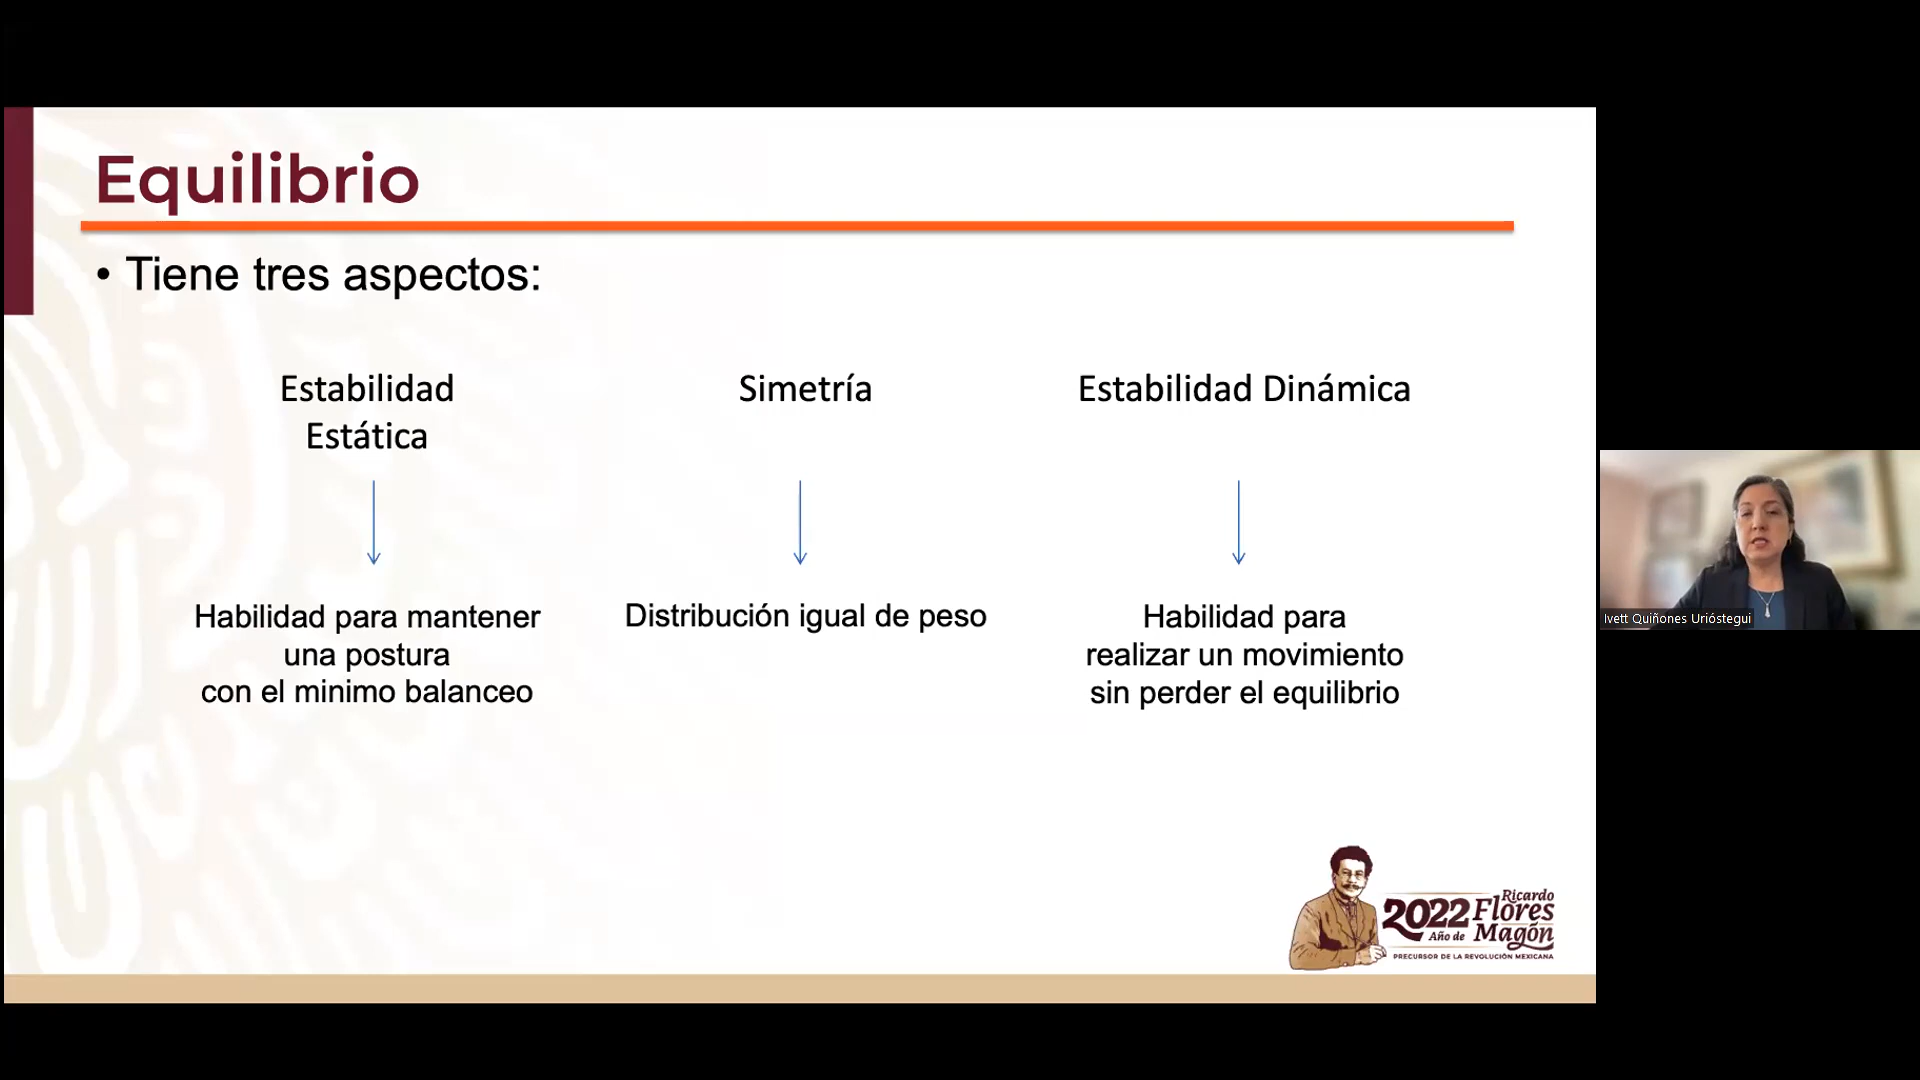 Equilibrio
• Tiene tres aspectos:
Estabilidad
Estática
Simetría
Estabilidad Dinámica
Habilidad para mantener
una postura
con el minimo balanceo
Distribución igual de peso
Habilidad para
realizar un movimiento
sin perder el equilibrio
Ivett Quiñones Urióstegui
2022
Año de
Ricardo
Flores
Magón
PRECURSOR DE LA REVOLUCIÓN MEXICANA